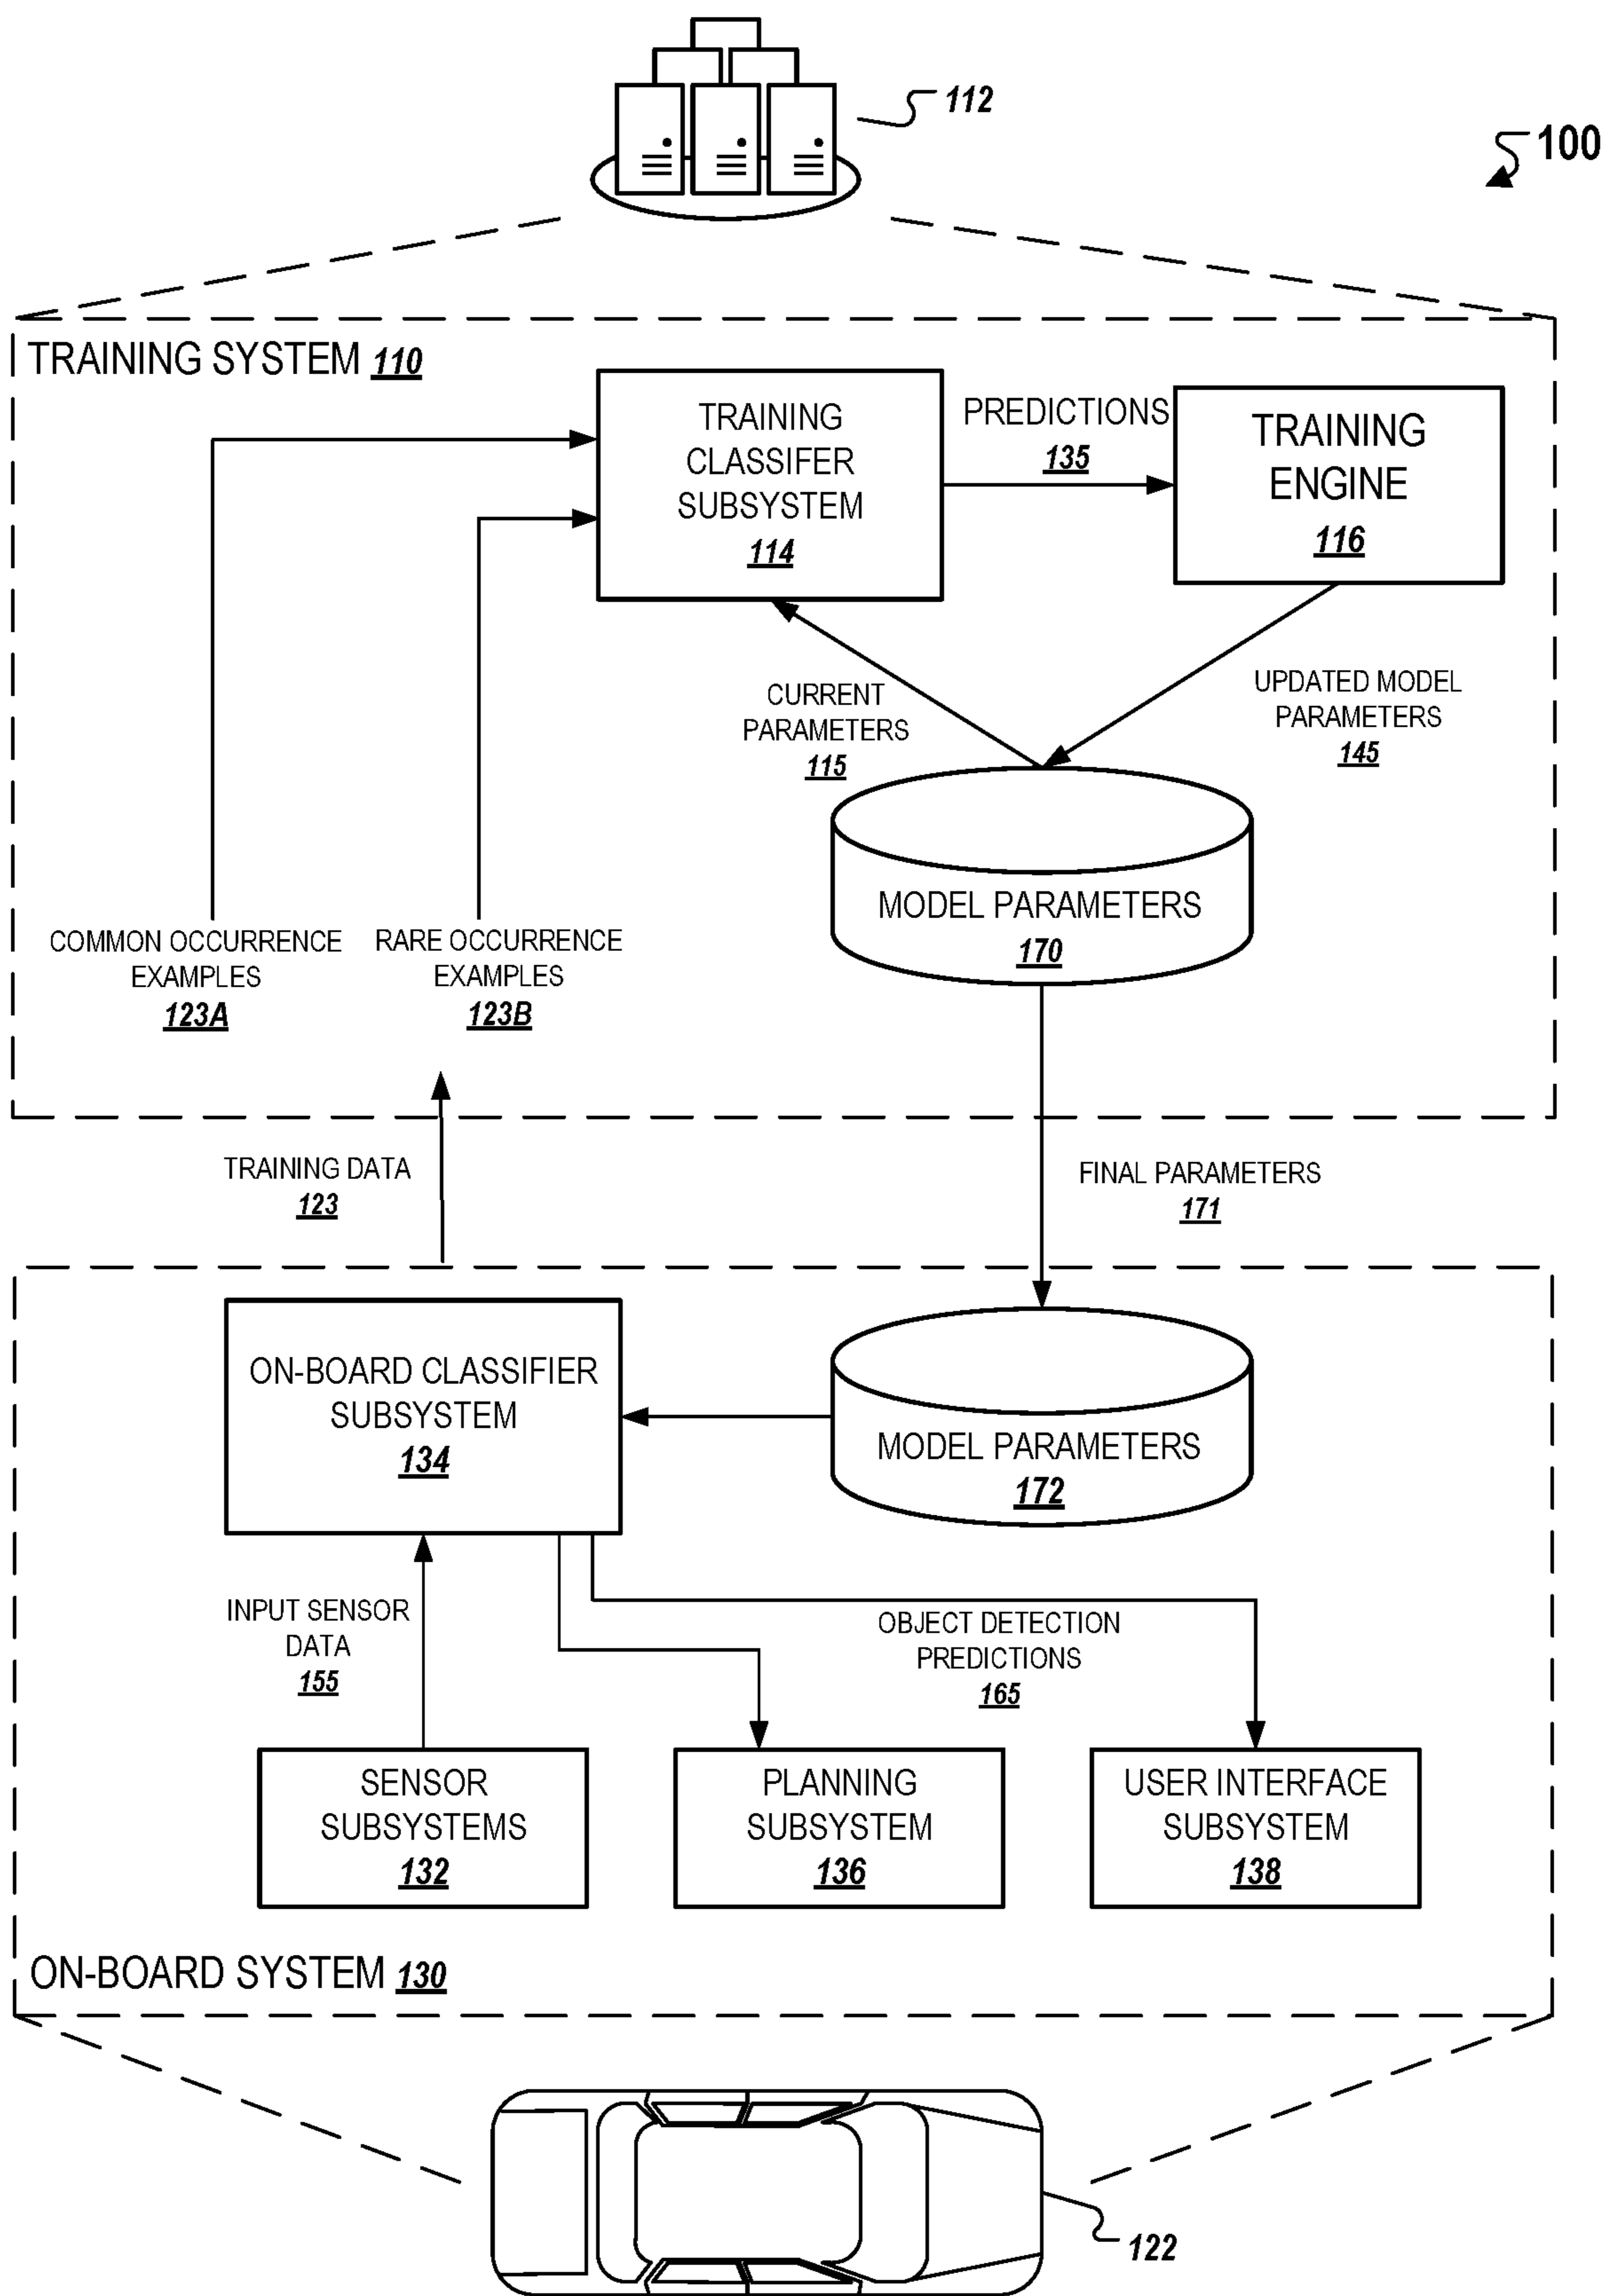 112
100
TRAINING SYSTEM 110
TRAINING
CLASSIFER
SUBSYSTEM
114
PREDICTIONS
135
TRAINING
ENGINE
116
CURRENT
PARAMETERS
115
UPDATED MODEL
PARAMETERS
145
MODEL PARAMETERS
170
COMMON OCCURRENCE
EXAMPLES
123A
RARE OCCURRENCE
EXAMPLES
123B
TRAINING DATA
123
FINAL PARAMETERS
171
ON-BOARD CLASSIFIER
SUBSYSTEM
134
MODEL PARAMETERS
172
INPUT SENSOR
DATA
155
OBJECT DETECTION
PREDICTIONS
165
SENSOR
SUBSYSTEMS
132
PLANNING
SUBSYSTEM
136
USER INTERFACE
SUBSYSTEM
138
ON-BOARD SYSTEM 130
122